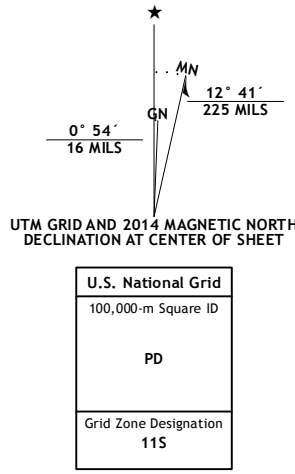 MN
GN
12° 41´
225 MILS
0° 54´
16 MILS
UTM GRID AND 2014 MAGNETIC NORTH
DECLINATION AT CENTER OF SHEET
U.S. National Grid
100,000-m Square ID
PD
Grid Zone Designation
11S